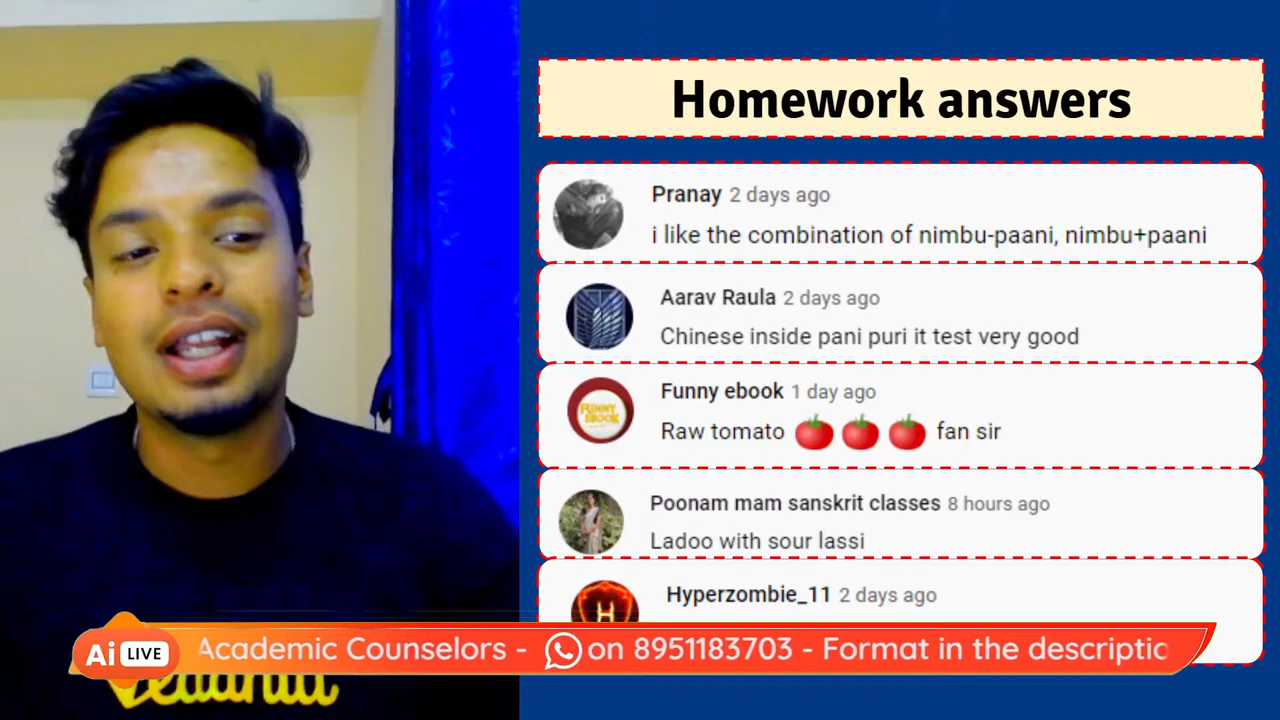 Homework answers
Pranay 2 days ago
i like the combination of nimbu-paani, nimbu+paani
Aarav Raula 2 days ago
Chinese inside pani puri it test very good
FUNNY
EBOOK
Funny ebook 1 day ago
Raw tomato 🍅 🍅 🍅 fan sir
Poonam mam sanskrit classes 8 hours ago
Ladoo with sour lassi
H
Hyperzombie_11 2 days ago
Ai LIVE
Academic Counselors - on 8951183703 - Format in the descriptio